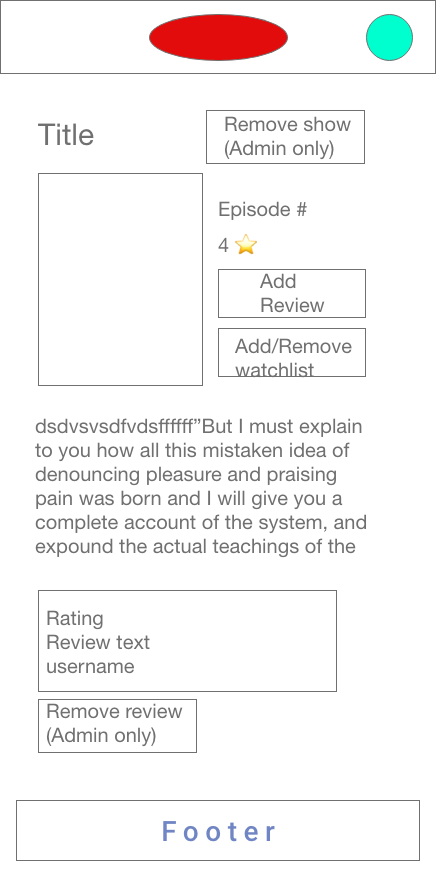 Title
Remove show
(Admin only)
Episode #
4 ⭐
Add
Review
Add/Remove
watchlist
dsdvsvsdfvdsffffff”But I must explain
to you how all this mistaken idea of
denouncing pleasure and praising
pain was born and I will give you a
complete account of the system, and
expound the actual teachings of the
Rating
Review text
username
Remove review
(Admin only)
Footer